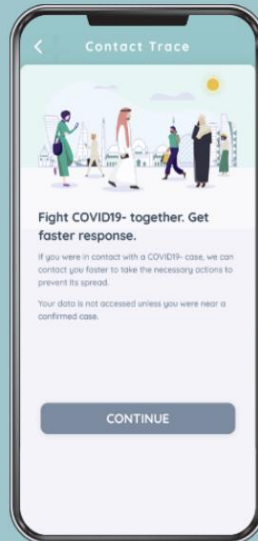 Contact Trace
Fight COVID19- together. Get
faster response.
If you were in contact with a COVID19- case, we can
contact you faster to take the necessary actions to
prevent its spread.
Your data is not accessed unless you were near a
confirmed case.
CONTINUE